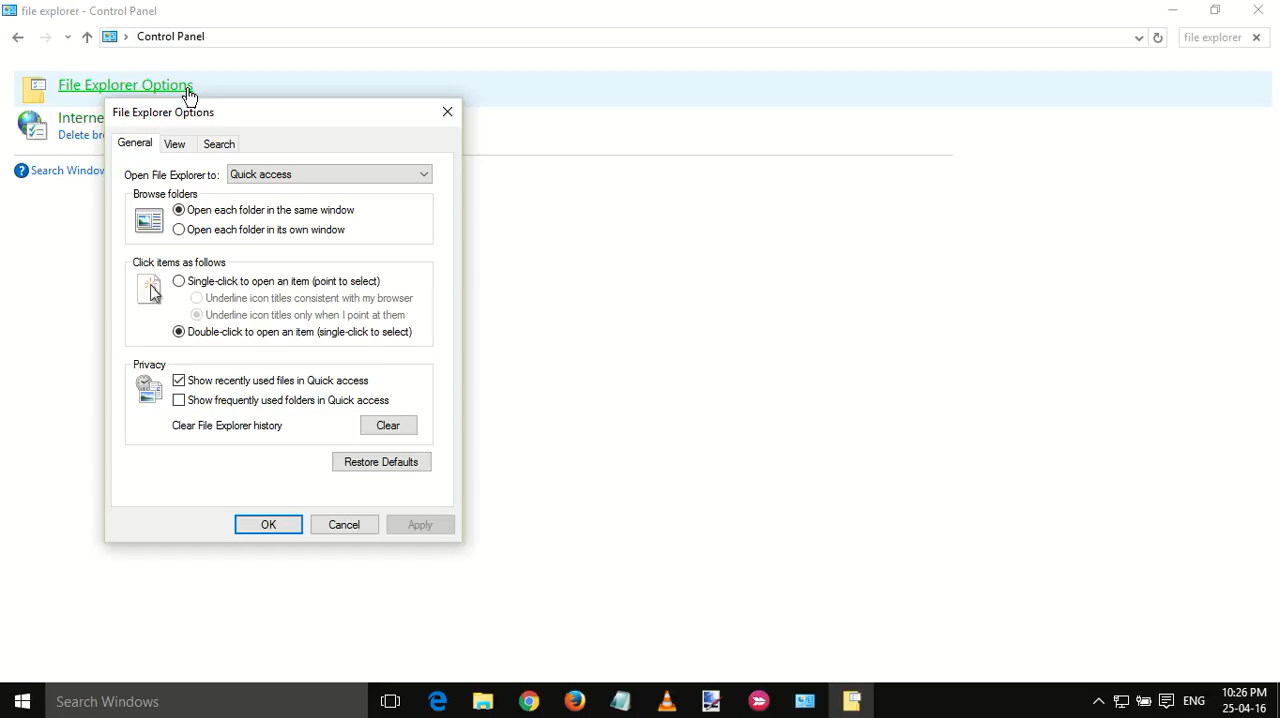 file explorer - Control Panel
Control Panel
file explorer
File Explorer Options
Interne
Delete br
Search Window
File Explorer Options
General View Search
Open File Explorer to: Quick access
Browse folders
Open each folder in the same window
Open each folder in its own window
Click items as follows
Single-click to open an item (point to select)
Underline icon titles consistent with my browser
Underline icon titles only when I point at them
Double-click to open an item (single-click to select)
Privacy
Show recently used files in Quick access
Show frequently used folders in Quick access
Clear File Explorer history Clear
Restore Defaults
OK Cancel Apply
Search Windows
ENG
10:26 PM
25-04-16